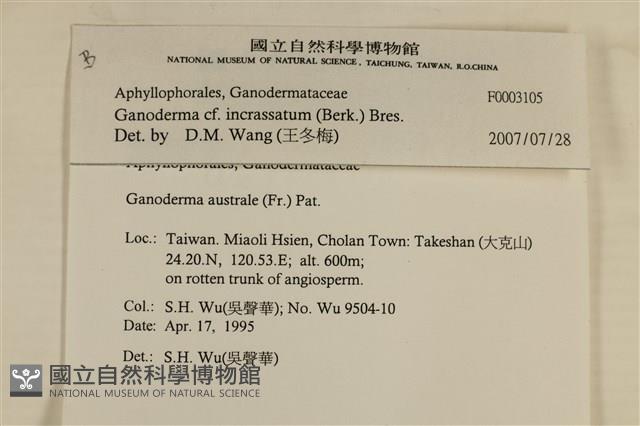 B
國立自然科學博物館
NATIONAL MUSEUM OF NATURAL SCIENCE, TAICHUNG, TAIWAN, R.O.CHINA
Aphyllophorales, Ganodermataceae F0003105
Ganoderma cf. incrassatum (Berk.) Bres.
Det. by D.M. Wang (王冬梅) 2007/07/28
Aphyllophorales, Ganodermataceae
Ganoderma australe (Fr.) Pat.
Loc.: Taiwan. Miaoli Hsien, Cholan Town: Takeshan (大克山)
24.20.N, 120.53.E; alt. 600m;
on rotten trunk of angiosperm.
Col.: S.H. Wu(吳聲華); No. Wu 9504-10
Date: Apr. 17, 1995
Det.: S.H. Wu(吳聲華)
國立自然科學博物館
NATIONAL MUSEUM OF NATURAL SCIENCE